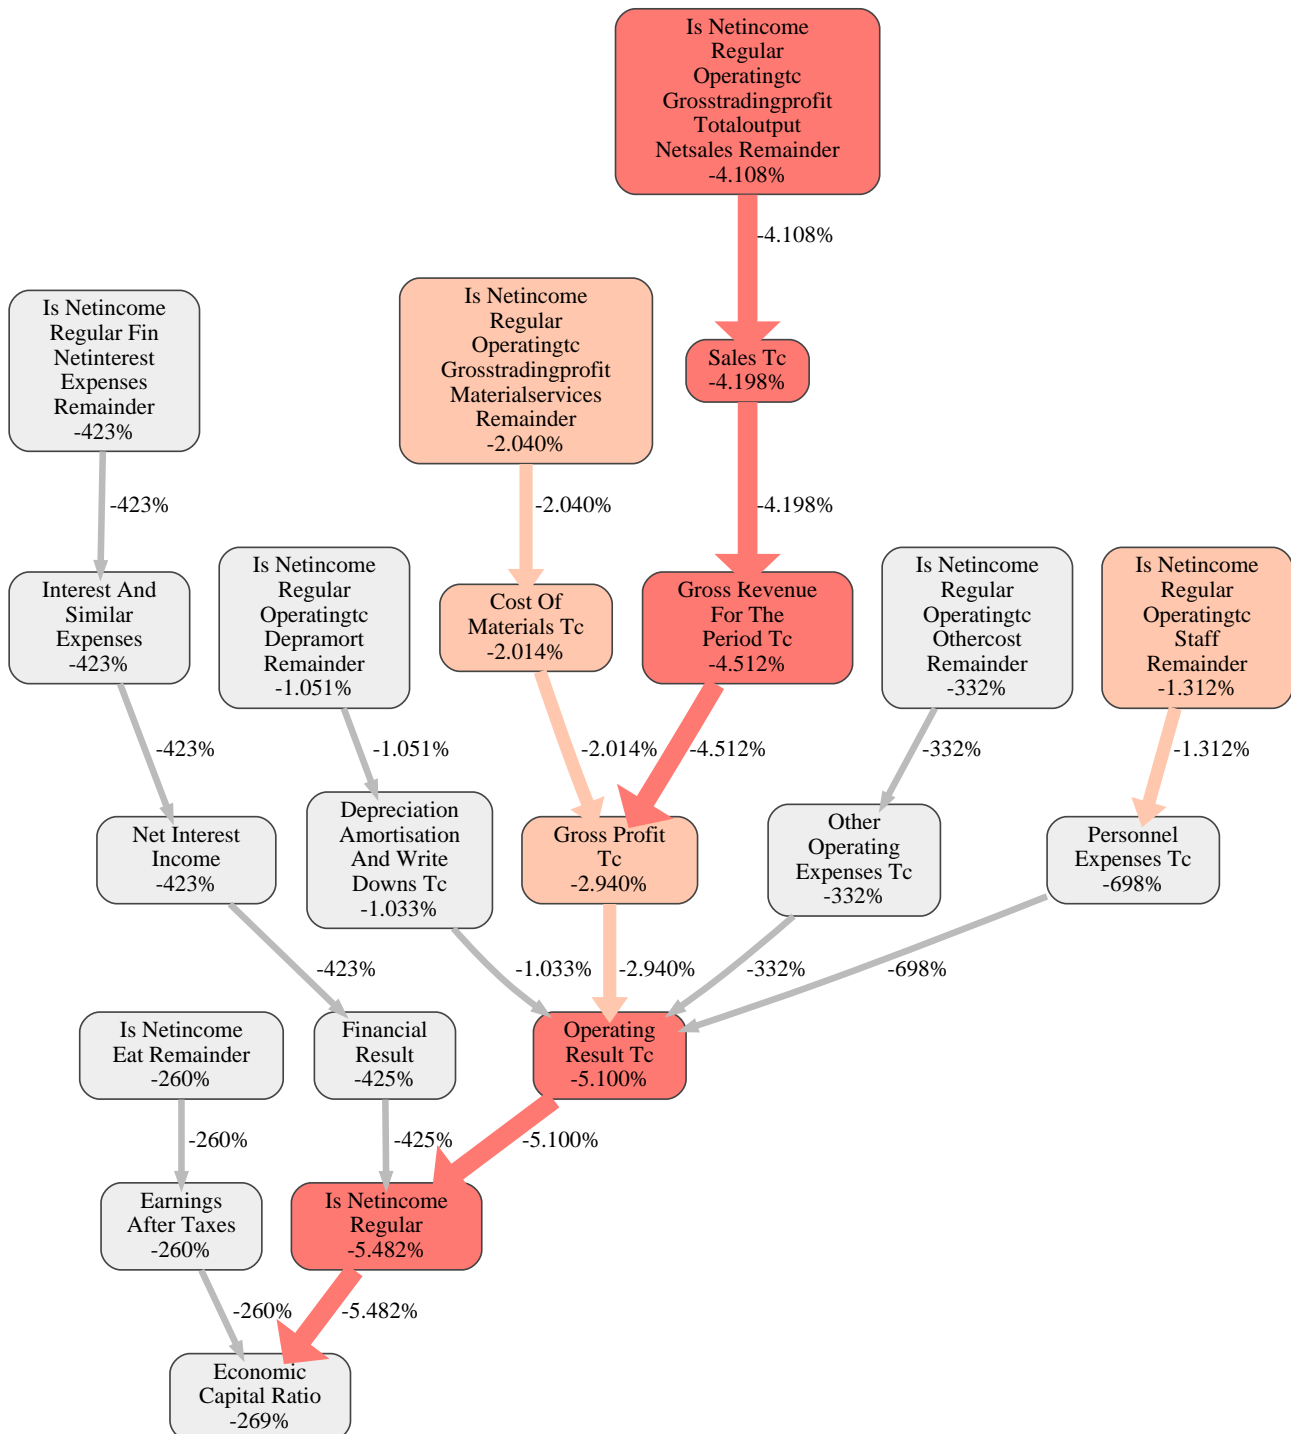 Is Netincome
Regular
Operatingtc
Grosstradingprofit
Totaloutput
Netsales Remainder
-4.108%
-4.108%
Is Netincome
Regular Fin
Netinterest
Expenses
Remainder
-423%
Is Netincome
Regular
Operatingtc
Grosstradingprofit
Materialservices
Remainder
-2.040%
Sales Tc
-4.198%
-423%
-2.040%
-4.198%
Interest And
Similar
Expenses
-423%
Is Netincome
Regular
Operatingtc
Depramort
Remainder
-1.051%
Cost Of
Materials Tc
-2.014%
Gross Revenue
For The
Period Tc
-4.512%
Is Netincome
Regular
Operatingtc
Othercost
Remainder
-332%
Is Netincome
Regular
Operatingtc
Staff
Remainder
-1.312%
-423%
-1.051%
-2.014%
-4.512%
-332%
-1.312%
Net Interest
Income
-423%
Depreciation
Amortisation
And Write
Downs Tc
-1.033%
Gross Profit
Tc
-2.940%
Other
Operating
Expenses Tc
-332%
Personnel
Expenses Tc
-698%
-423%
-1.033%
-2.940%
-332%
-698%
Is Netincome
Eat Remainder
-260%
Financial
Result
-425%
Operating
Result Tc
-5.100%
-260%
-425%
-5.100%
Earnings
After Taxes
-260%
Is Netincome
Regular
-5.482%
-260%
-5.482%
Economic
Capital Ratio
-269%